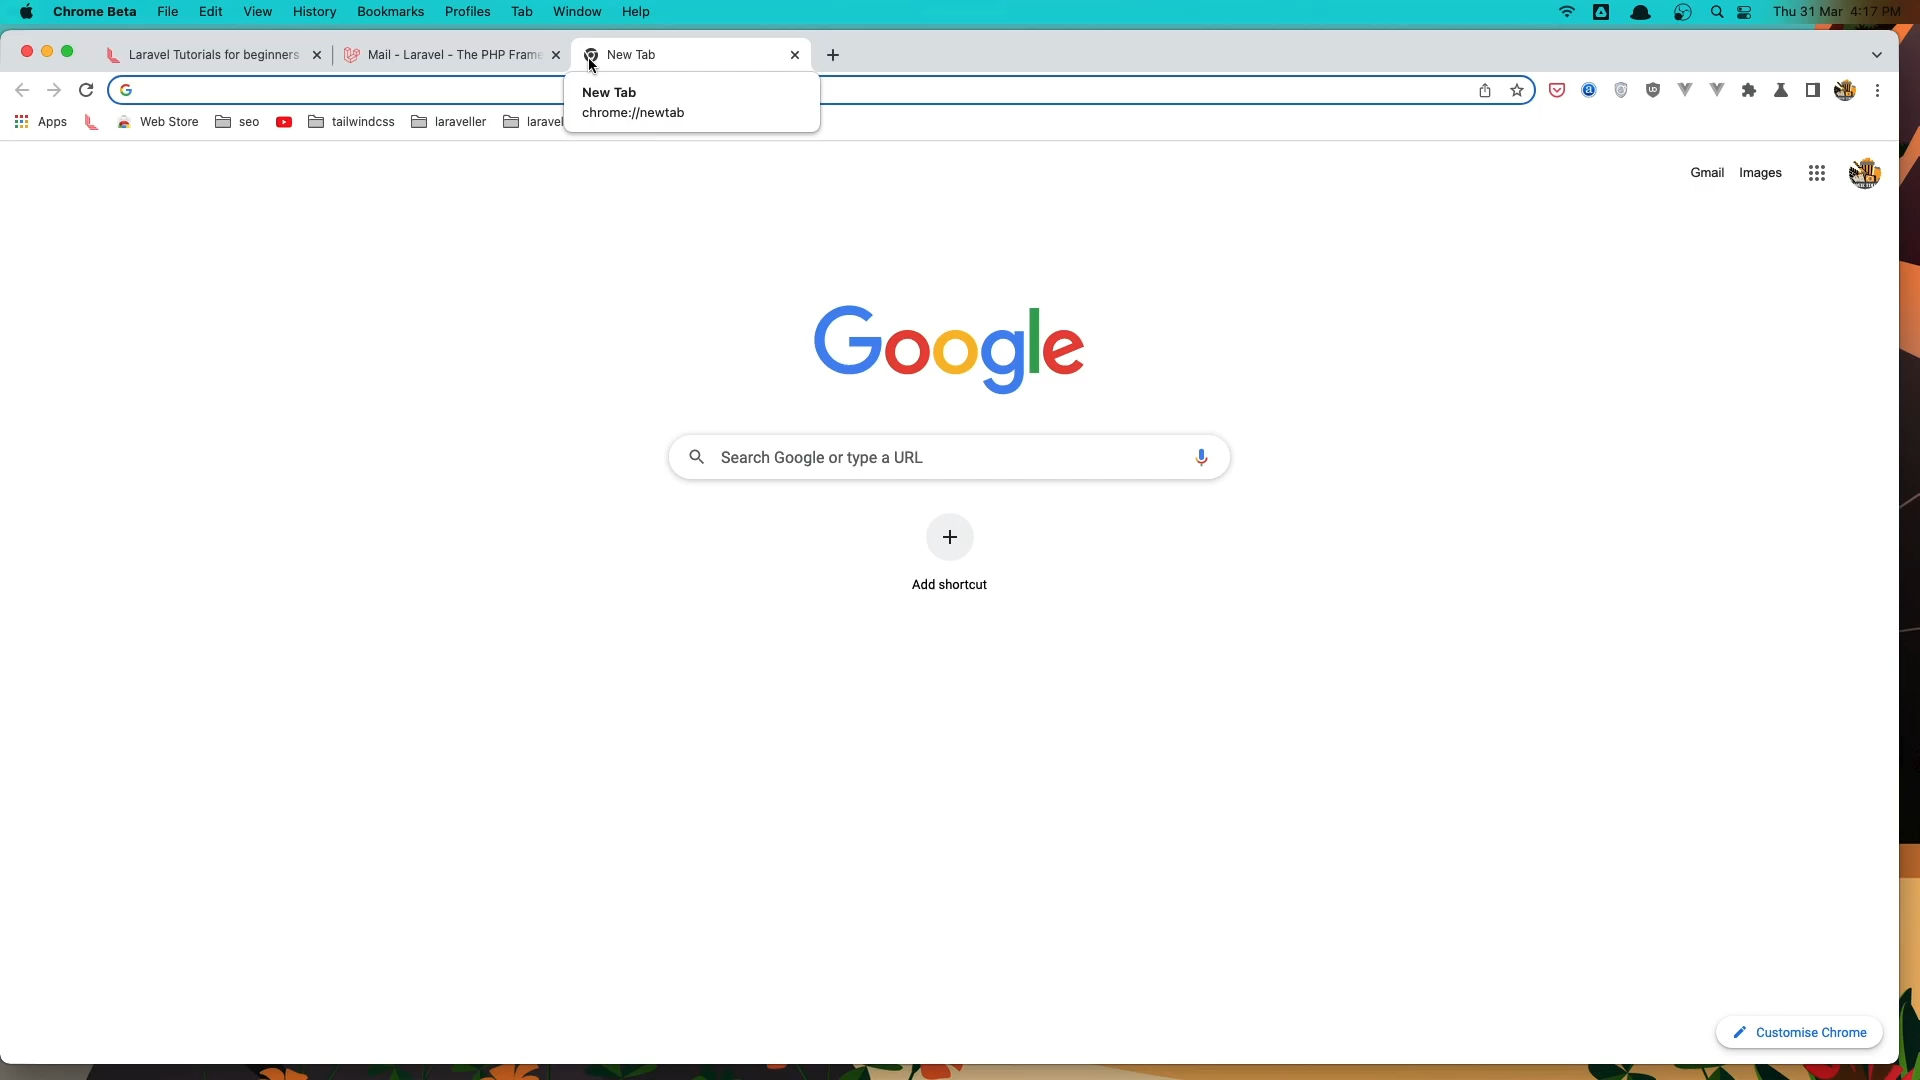 Chrome Beta File Edit View History Bookmarks Profiles Tab Window Help Thu 31 Mar 4:17 PM
Laravel Tutorials for beginners Mail - Laravel - The PHP Frame New Tab
New Tab
chrome://newtab
Apps Web Store seo tailwindcss laraveller laravel
Gmail Images
Google
Search Google or type a URL
Add shortcut
Customise Chrome